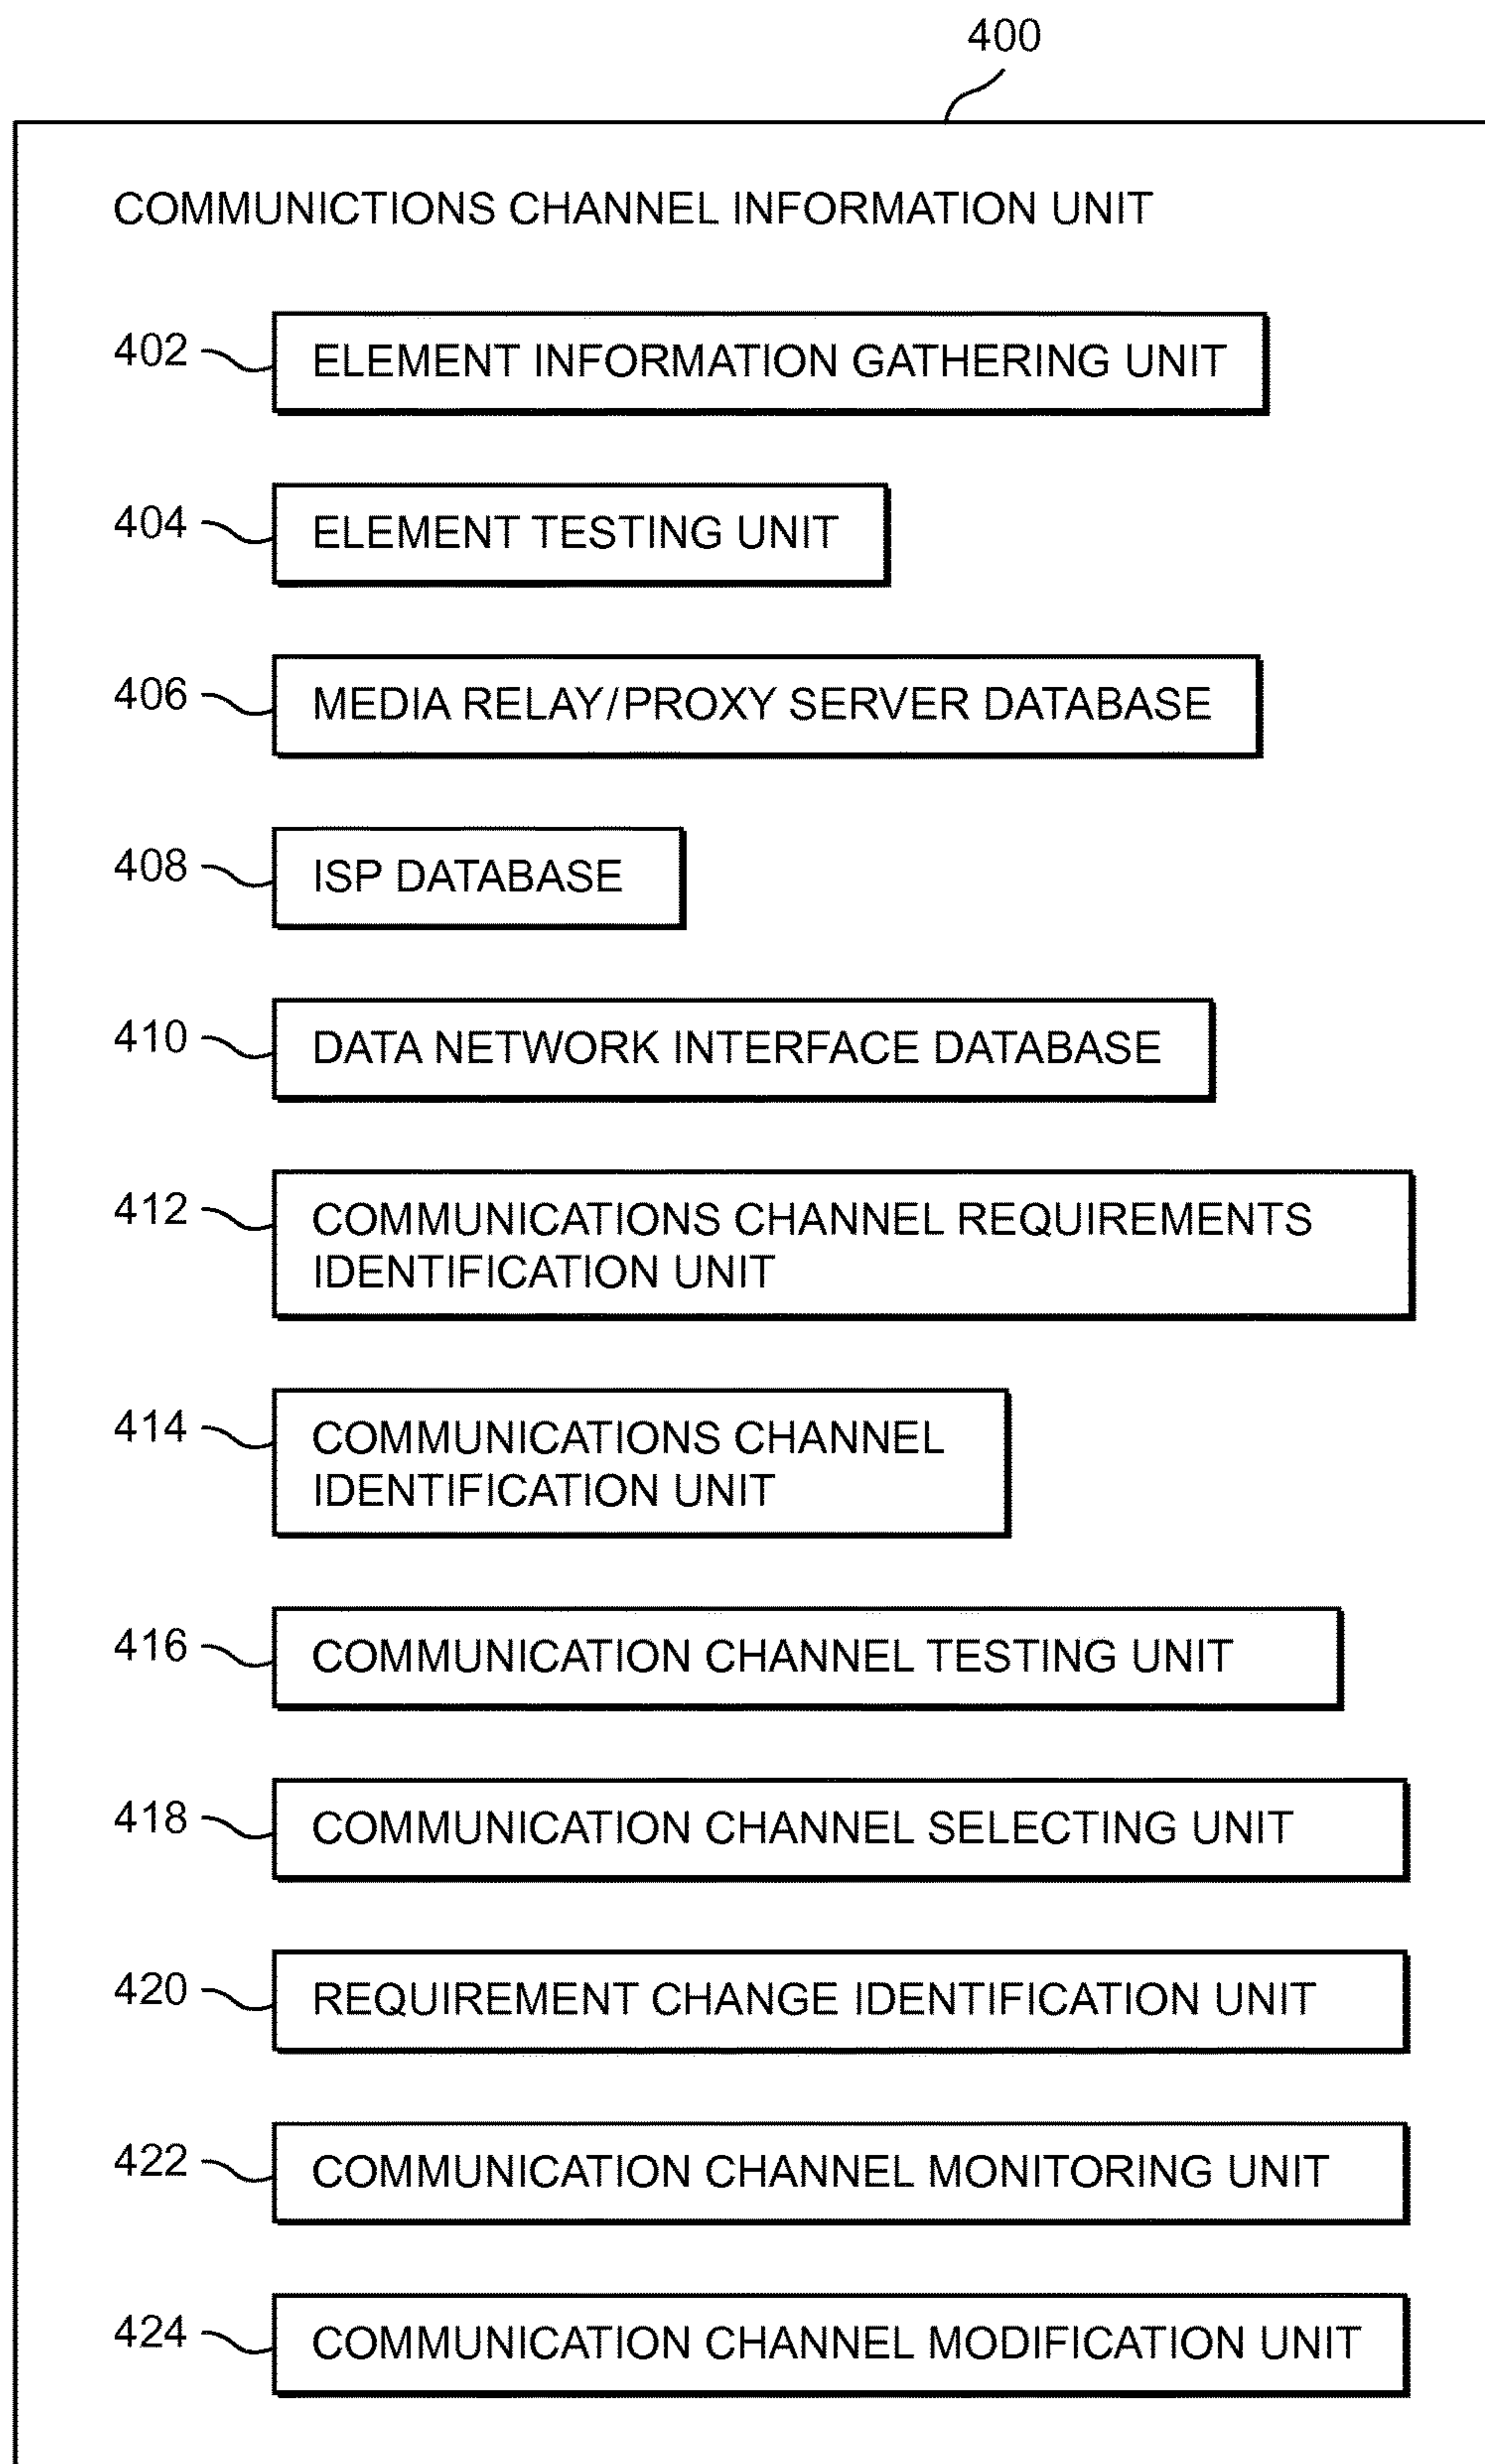 400
COMMUNICTIONS CHANNEL INFORMATION UNIT
402 ELEMENT INFORMATION GATHERING UNIT
404 ELEMENT TESTING UNIT
406 MEDIA RELAY/PROXY SERVER DATABASE
408 ISP DATABASE
410 DATA NETWORK INTERFACE DATABASE
412 COMMUNICATIONS CHANNEL REQUIREMENTS
IDENTIFICATION UNIT
414 COMMUNICATIONS CHANNEL
IDENTIFICATION UNIT
416 COMMUNICATION CHANNEL TESTING UNIT
418 COMMUNICATION CHANNEL SELECTING UNIT
420 REQUIREMENT CHANGE IDENTIFICATION UNIT
422 COMMUNICATION CHANNEL MONITORING UNIT
424 COMMUNICATION CHANNEL MODIFICATION UNIT